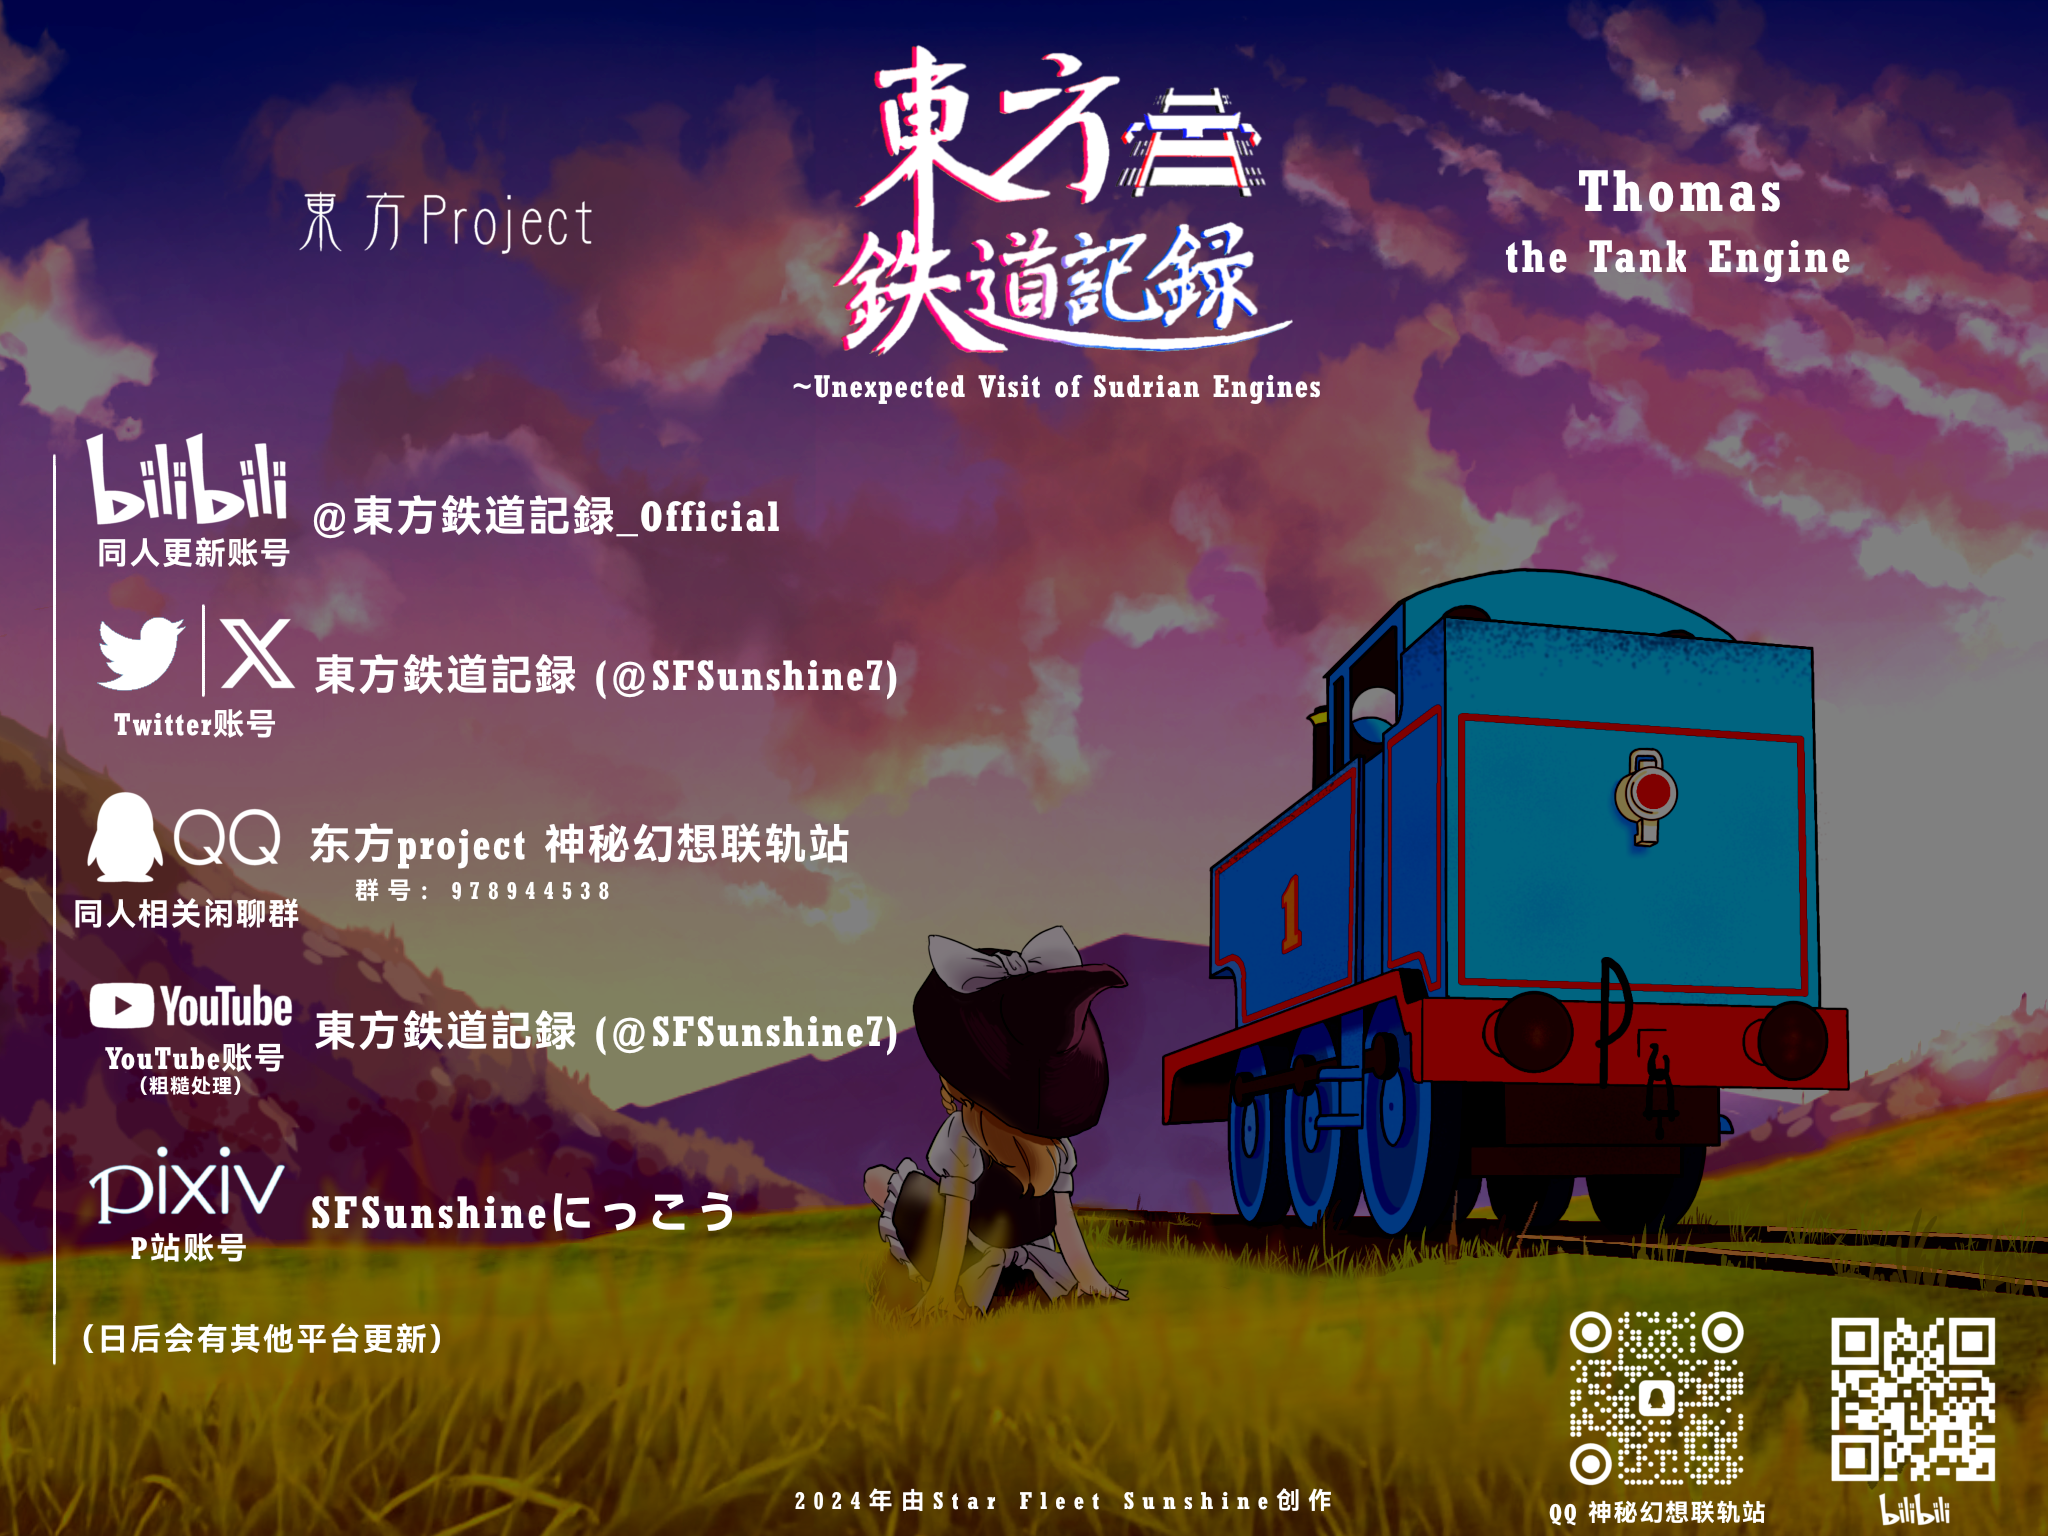 東方
鉄道記録
~Unexpected Visit of Sudrian Engines
東方Project
Thomas
the Tank Engine
bilibili
同人更新账号
@東方鉄道記録_Official
Twitter账号
東方鉄道記録 (@SFSunshine7)
QQ
同人相关闲聊群
东方project 神秘幻想联轨站
群号: 978944538
YouTube
YouTube账号
(粗糙处理)
東方鉄道記録 (@SFSunshine7)
pixiv
P站账号
SFSunshineにっこう
(日后会有其他平台更新)
1
2024年由Star Fleet Sunshine创作
QQ 神秘幻想联轨站
bilibili